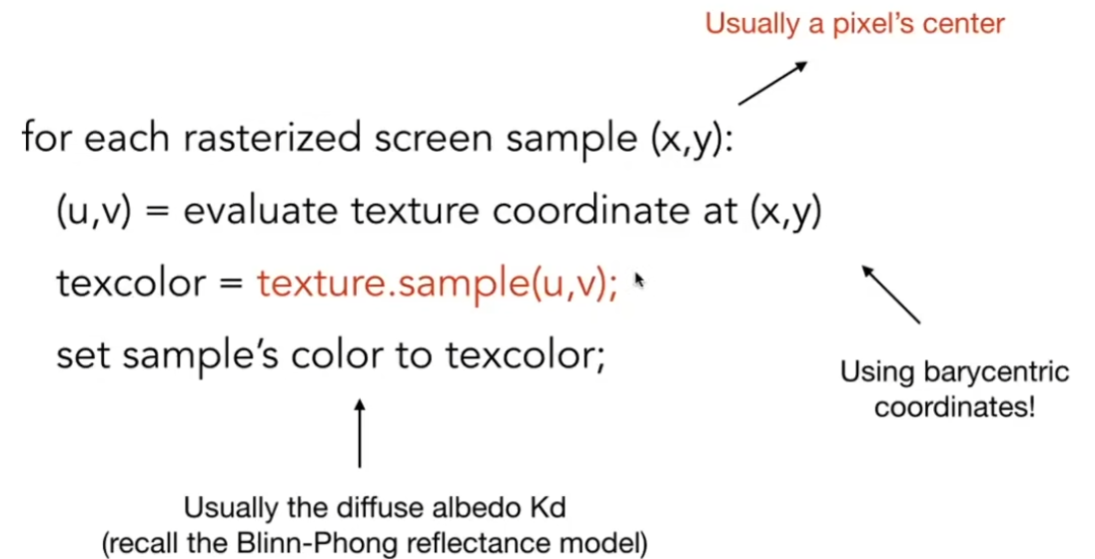 Usually a pixel's center
for each rasterized screen sample (x,y):
(u,v) = evaluate texture coordinate at (x,y)
texcolor = texture.sample(u,v);
set sample's color to texcolor;
Using barycentric
coordinates!
Usually the diffuse albedo Kd
(recall the Blinn-Phong reflectance model)